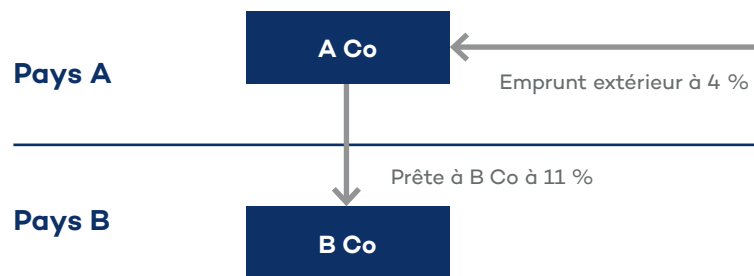 A Co
Pays A
Emprunt extérieur à 4 %
Prête à B Co à 11 %
Pays B
B Co